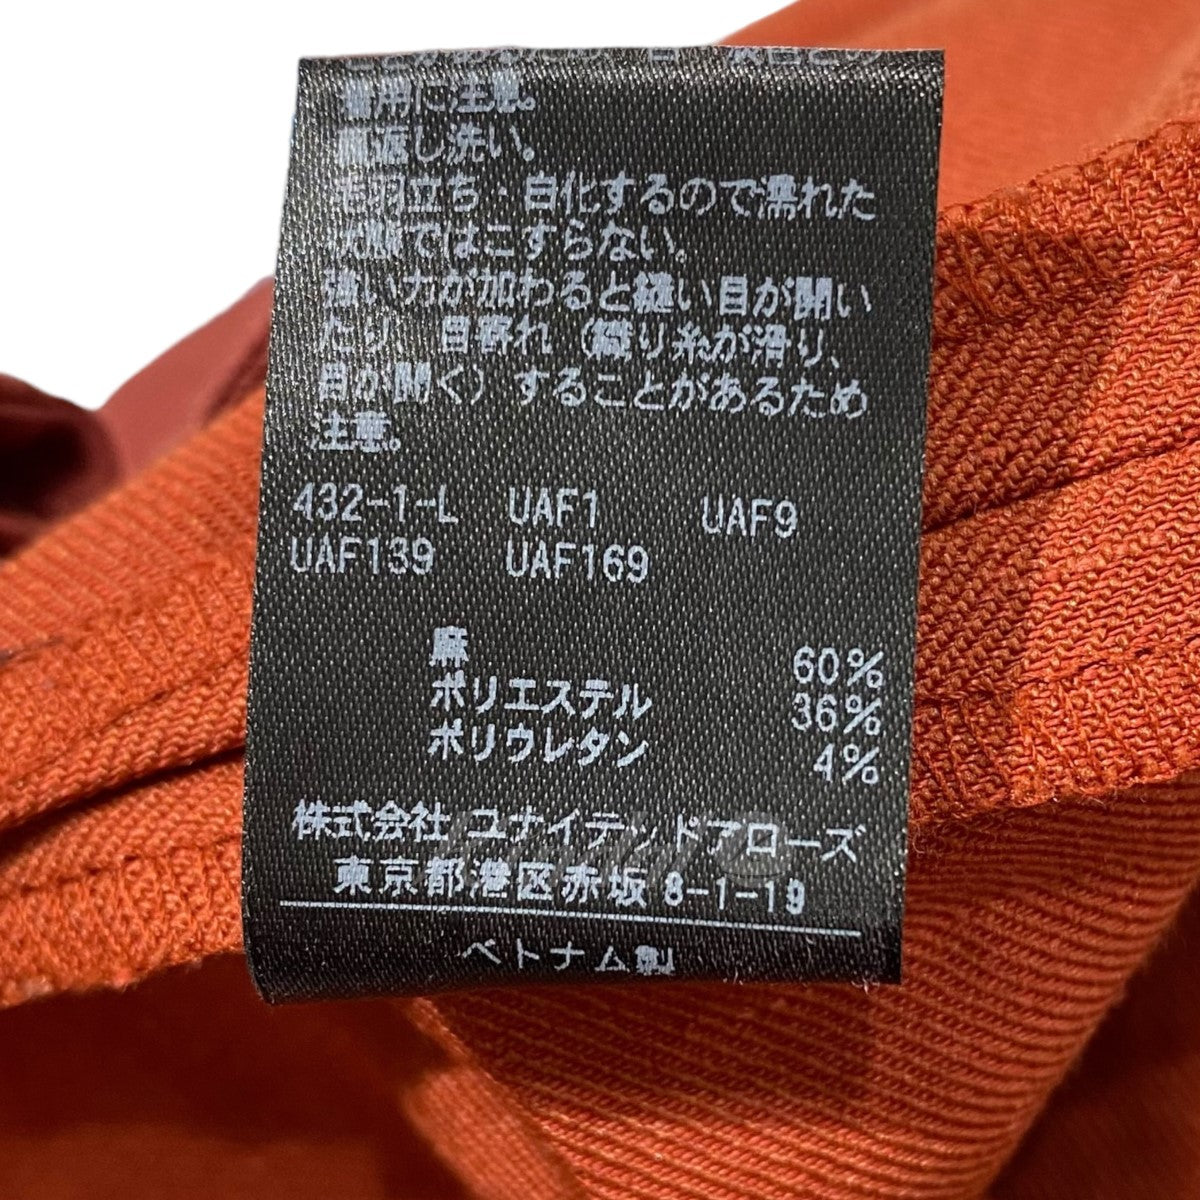 着用に注意。
裏返し洗い。
毛羽立ち・白化するので濡れた
状態ではこすらない。
強い力が加わると縫い目が開い
たり、目寄れ（織り糸が滑り、
目が開く）することがあるため
注意。
432-1-L UAF1 UAF9
UAF139 UAF169
麻 60%
ポリエステル 36%
ポリウレタン 4%
株式会社 ユナイテッドアローズ
東京都港区赤坂 8-1-19
ベトナム製